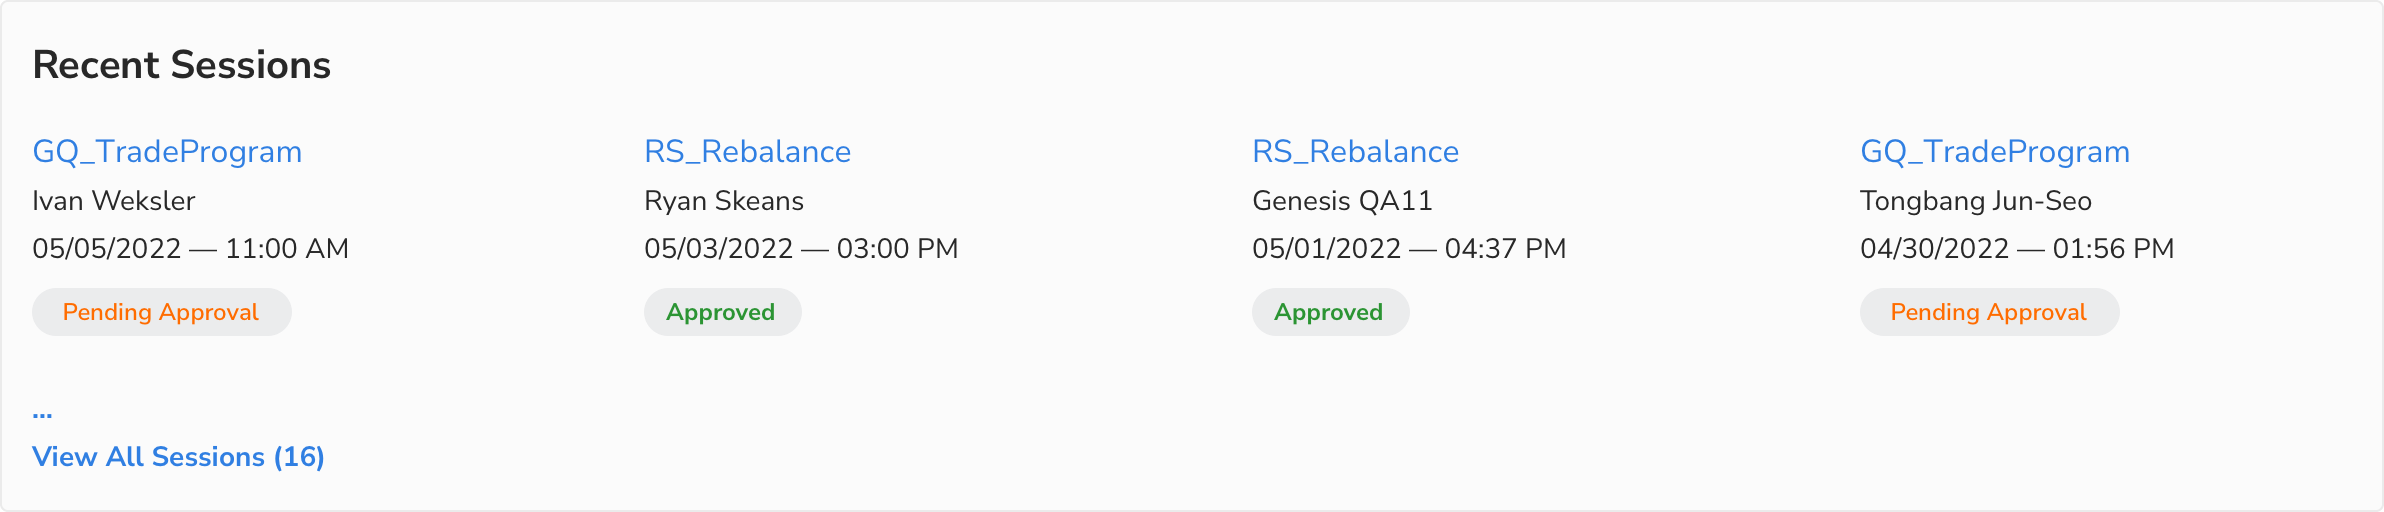 Recent Sessions
GQ_TradeProgram
Ivan Weksler
05/05/2022 — 11:00 AM
Pending Approval
RS_Rebalance
Ryan Skeans
05/03/2022 — 03:00 PM
Approved
RS_Rebalance
Genesis QA11
05/01/2022 — 04:37 PM
Approved
GQ_TradeProgram
Tongbang Jun-Seo
04/30/2022 — 01:56 PM
Pending Approval
...
View All Sessions (16)